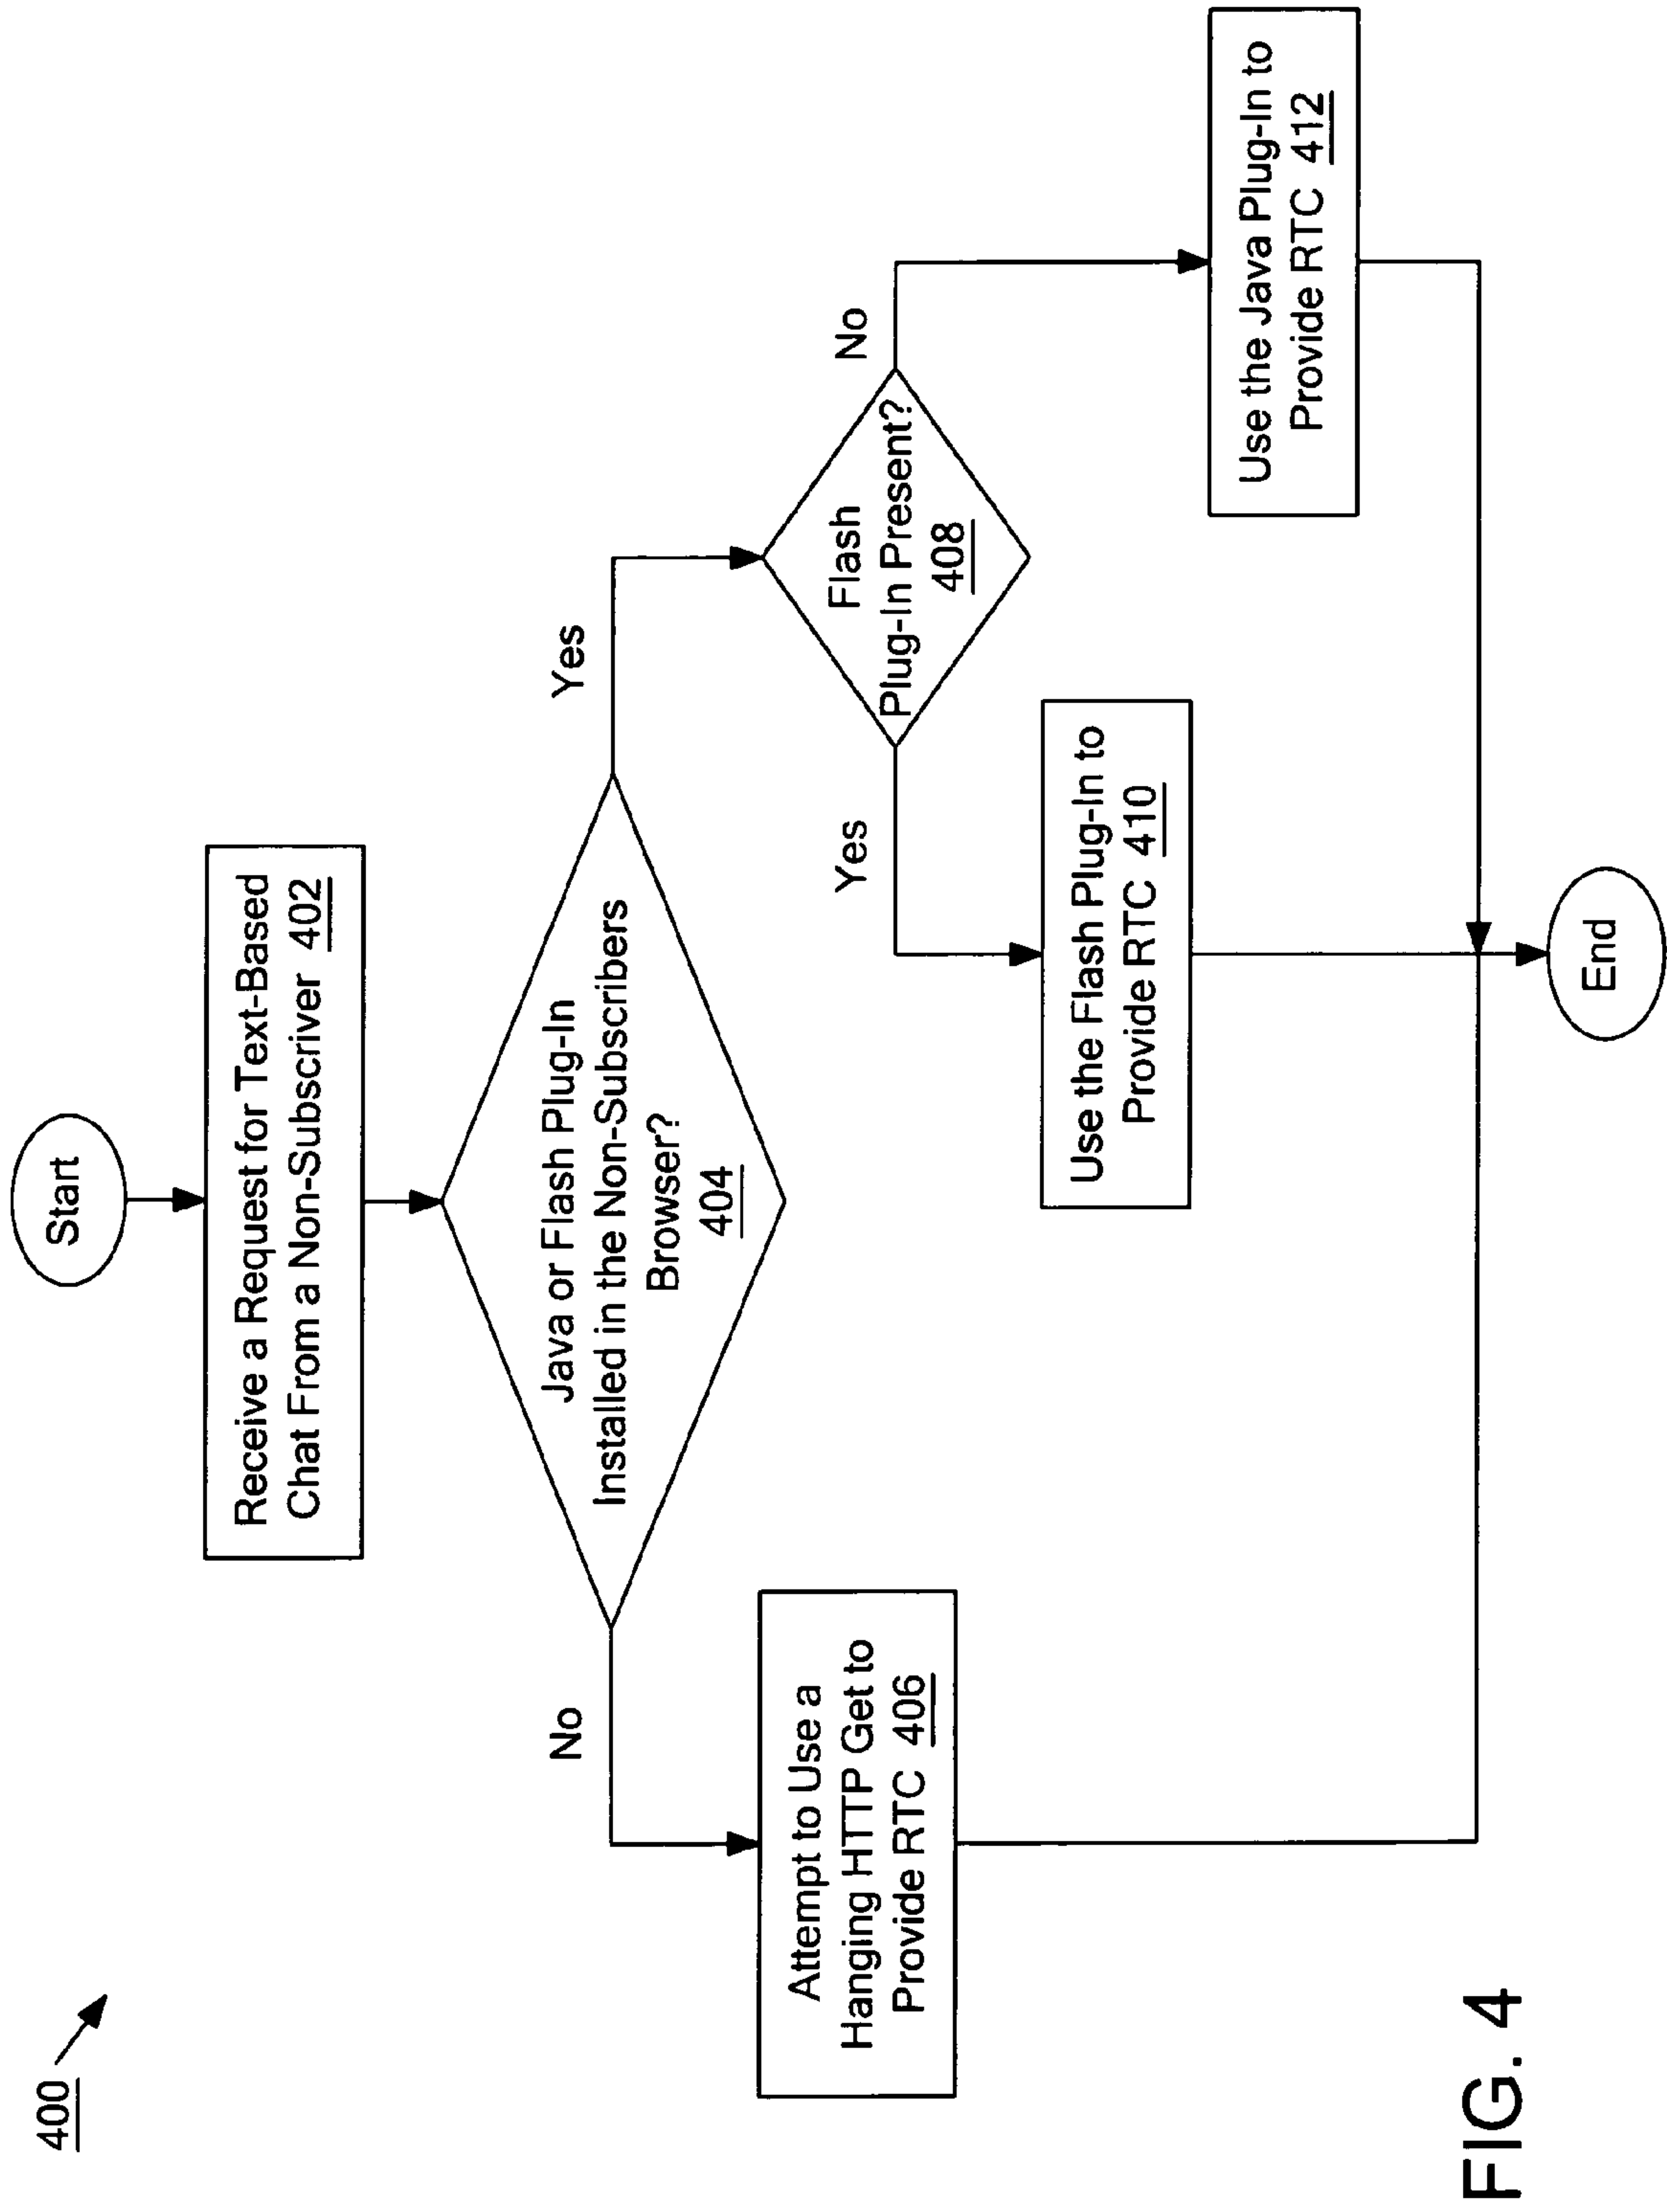 400
Start
Receive a Request for Text-Based
Chat From a Non-Subscriver 402
Java or Flash Plug-In
Installed in the Non-Subscribers
Browser?
404
No
Yes
Attempt to Use a
Hanging HTTP Get to
Provide RTC 406
Flash
Plug-In Present?
408
Yes
No
Use the Flash Plug-In to
Provide RTC 410
Use the Java Plug-In to
Provide RTC 412
End
FIG. 4